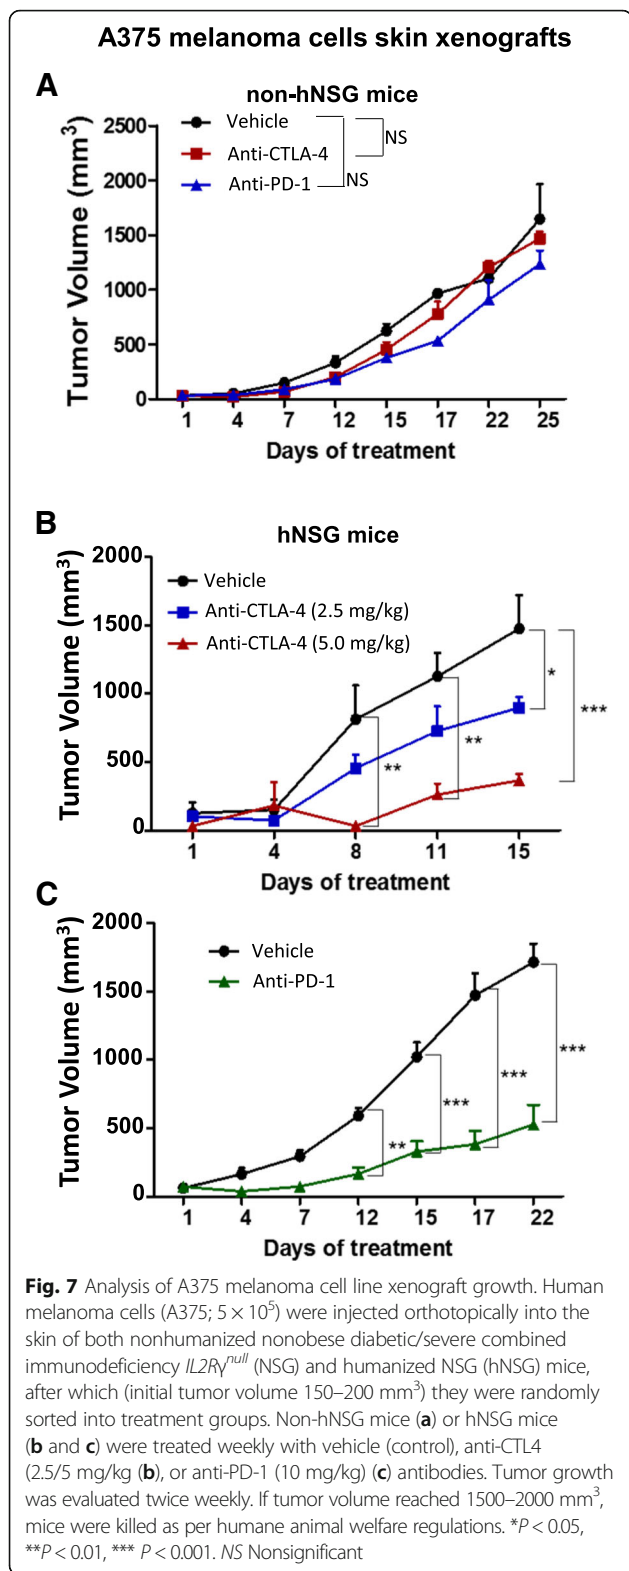 A375 melanoma cells skin xenografts
A
non-hNSG mice
Vehicle
Anti-CTLA-4
Anti-PD-1
NS
NS
Tumor Volume (mm³)
2500
2000
1500
1000
500
0
1 4 7 12 15 17 22 25
Days of treatment
B
hNSG mice
Vehicle
Anti-CTLA-4 (2.5 mg/kg)
Anti-CTLA-4 (5.0 mg/kg)
Tumor Volume (mm³)
2000
1500
1000
500
0
**
**
*
***
1 4 8 11 15
Days of treatment
C
Vehicle
Anti-PD-1
Tumor Volume (mm³)
2000
1500
1000
500
0
**
***
***
***
1 4 7 12 15 17 22
Days of treatment
Fig. 7 Analysis of A375 melanoma cell line xenograft growth. Human
melanoma cells (A375; 5 × 10⁵) were injected orthotopically into the
skin of both nonhumanized nonobese diabetic/severe combined
immunodeficiency IL2Rγⁿᵘˡˡ (NSG) and humanized NSG (hNSG) mice,
after which (initial tumor volume 150–200 mm³) they were randomly
sorted into treatment groups. Non-hNSG mice (a) or hNSG mice
(b and c) were treated weekly with vehicle (control), anti-CTL4
(2.5/5 mg/kg (b), or anti-PD-1 (10 mg/kg) (c) antibodies. Tumor growth
was evaluated twice weekly. If tumor volume reached 1500–2000 mm³,
mice were killed as per humane animal welfare regulations. *P < 0.05,
**P < 0.01, *** P < 0.001. NS Nonsignificant